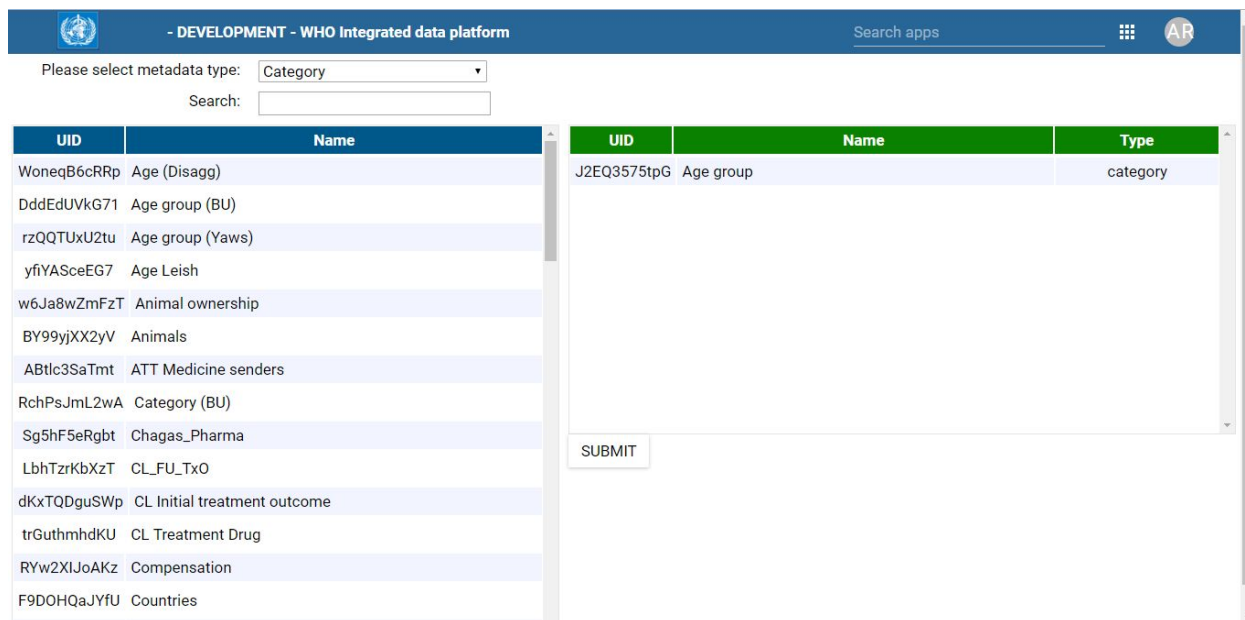 - DEVELOPMENT - WHO Integrated data platform Search apps AR
Please select metadata type: Category
Search:
UID Name
WoneqB6cRRp Age (Disagg)
DddEdUVkG71 Age group (BU)
rzQQTUxU2tu Age group (Yaws)
yfiYASceEG7 Age Leish
w6Ja8wZmFzT Animal ownership
BY99yjXX2yV Animals
ABtlc3SaTmt ATT Medicine senders
RchPsJmL2wA Category (BU)
Sg5hF5eRgbt Chagas_Pharma
LbhTzrKbXzT CL_FU_TxO
dKxTQDguSWp CL Initial treatment outcome
trGuthmhdKU CL Treatment Drug
RYw2XIJoAKz Compensation
F9DOHQaJYfU Countries
UID Name Type
J2EQ3575tpG Age group category
SUBMIT